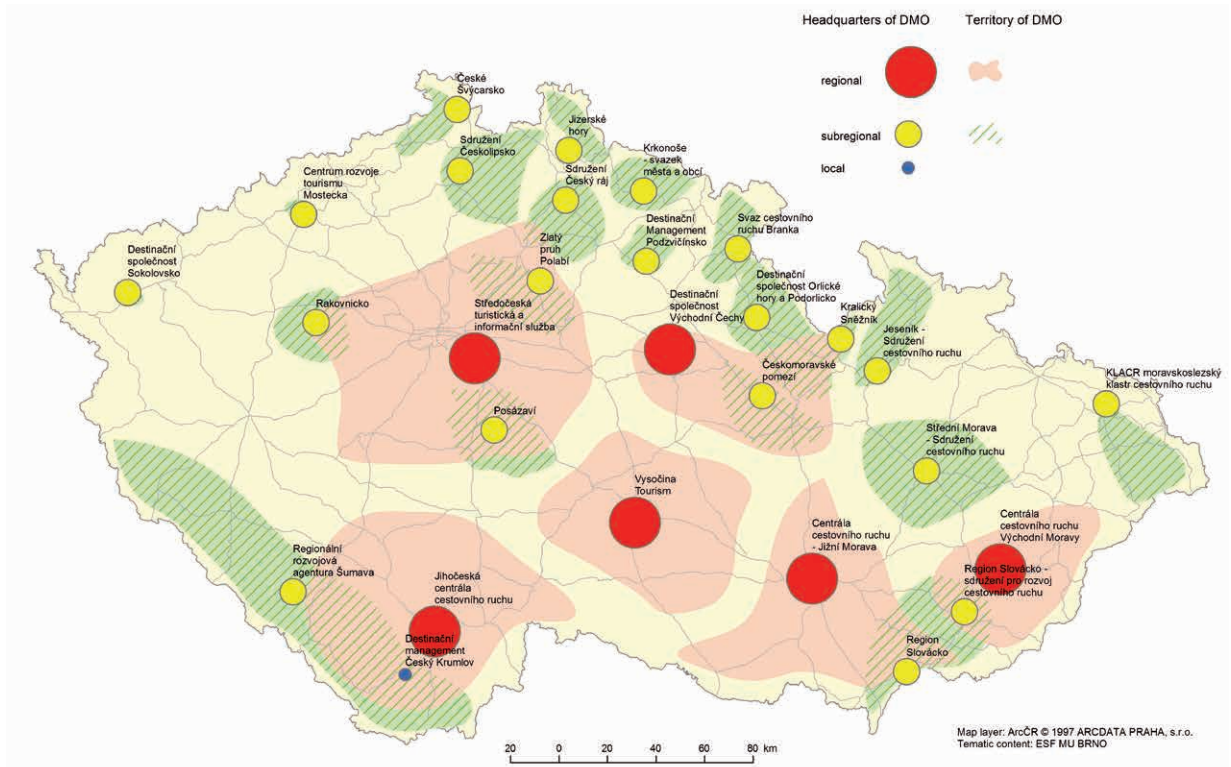 Headquarters of DMO
Territory of DMO
regional
subregional
local
České
Švýcarsko
Jizerské
hory
Sdružení
Českolipsko
Krkonoše
- svazek
města a obcí
Centrum rozvoje
tourismu
Mostecka
Sdružení
Český ráj
Destinační
Management
Podzvičínsko
Svaz cestovního
ruchu Branka
Destinační
společnost
Sokolovsko
Zlatý
pruh
Polabí
Destinační
společnost Orlické
hory a Podorlicko
Rakovnicko
Středočeská
turistická a
informační služba
Destinační
společnost
Východní Čechy
Kralický
Sněžník
Jeseník -
Sdružení
cestovního ruchu
Českomoravské
pomezí
KLACR moravskoslezský
klastr cestovního ruchu
Posázaví
Střední Morava
- Sdružení
cestovního ruchu
Vysočina
Tourism
Centrála
cestovního ruchu
- Jižní Morava
Centrála
cestovního ruchu
Východní Moravy
Regionální
rozvojová
agentura Šumava
Jihočeská
centrála
cestovního ruchu
Region Slovácko -
sdružení pro rozvoj
cestovního ruchu
Destinační
management
Český Krumlov
Region
Slovácko
Map layer: ArcČR © 1997 ARCDATA PRAHA, s.r.o.
Tematic content: ESF MU BRNO
20 0 20 40 60 80 km